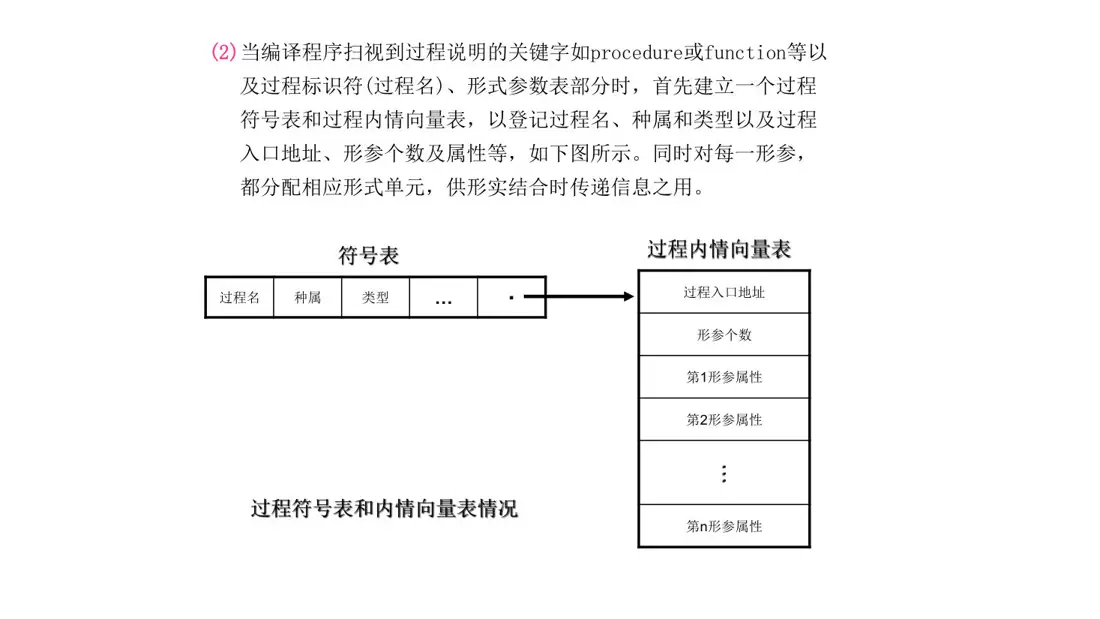 (2)当编译程序扫视到过程说明的关键字如procedure或function等以
及过程标识符(过程名)、形式参数表部分时，首先建立一个过程
符号表和过程内情向量表，以登记过程名、种属和类型以及过程
入口地址、形参个数及属性等，如下图所示。同时对每一形参，
都分配相应形式单元，供形实结合时传递信息之用。
符号表
过程名 种属 类型 … ·
过程内情向量表
过程入口地址
形参个数
第1形参属性
第2形参属性
⋮
第n形参属性
过程符号表和内情向量表情况